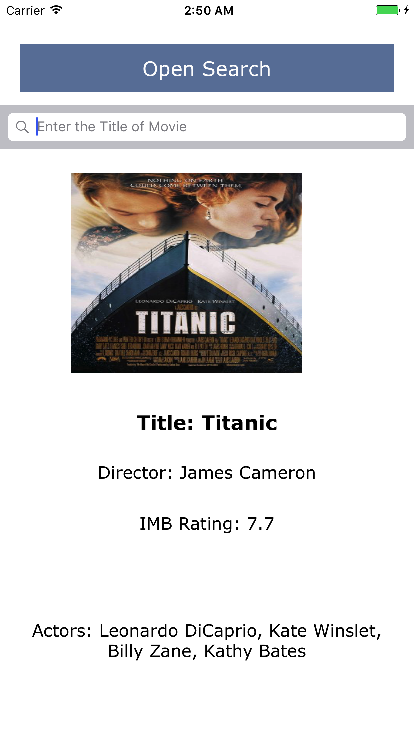 Carrier 2:50 AM
Open Search
Enter the Title of Movie
NOTHING ON EARTH
COULD COME BETWEEN THEM
LEONARDO DICAPRIO KATE WINSLET
TITANIC
Title: Titanic
Director: James Cameron
IMB Rating: 7.7
Actors: Leonardo DiCaprio, Kate Winslet,
Billy Zane, Kathy Bates